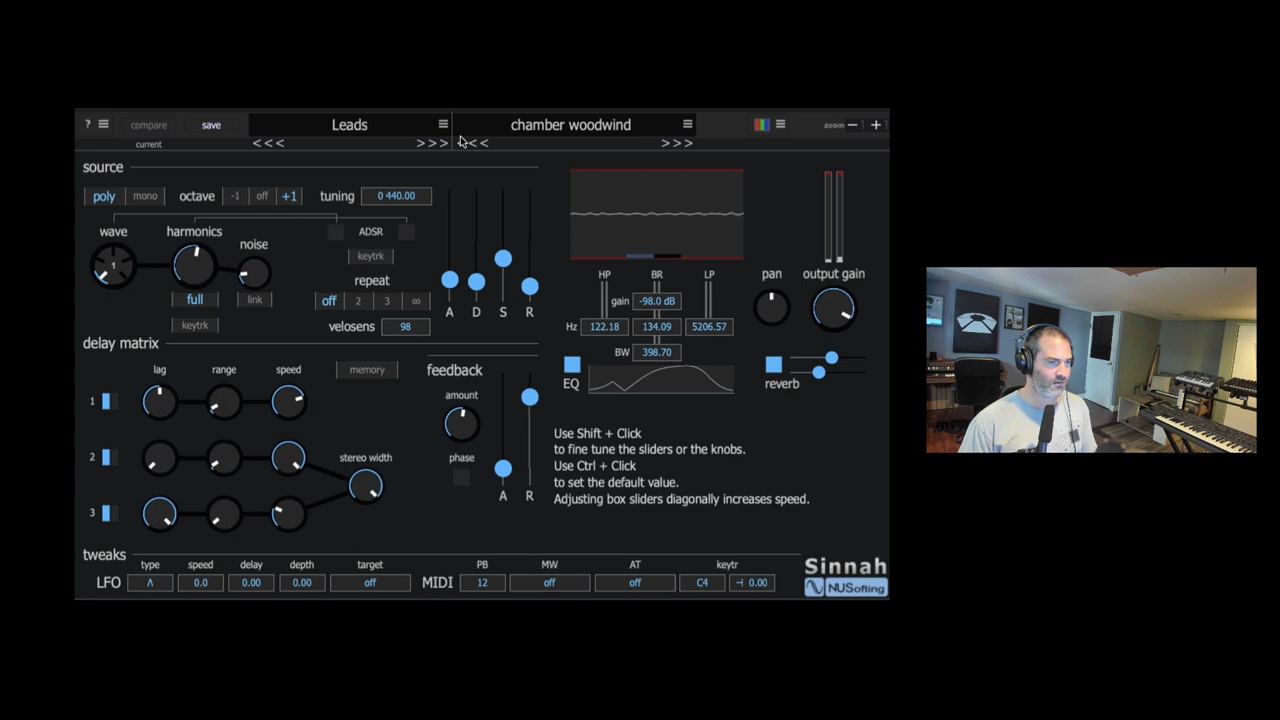 ? compare save Leads chamber woodwind zoom
current <<< >>> << >>>
source
poly mono octave -1 off +1 tuning 0 440.00
wave harmonics noise ADSR
1
keytrk
repeat
full link off 2 3 ∞
keytrk velosens 98
A D S R
HP BR LP
gain -98.0 dB
Hz 122.18 134.09 5206.57
BW 398.70
EQ
pan output gain
reverb
delay matrix
lag range speed memory
1
2
3
stereo width
feedback
amount
phase
A R
Use Shift + Click
to fine tune the sliders or the knobs.
Use Ctrl + Click
to set the default value.
Adjusting box sliders diagonally increases speed.
tweaks
type speed delay depth target PB MW AT keytr
LFO Λ 0.0 0.00 0.00 off MIDI 12 off off C4 ⊣ 0.00
Sinnah
NUSofting